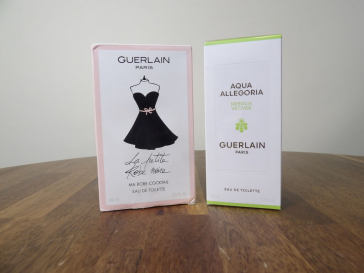 GUERLAIN
PARIS
La petite
Robe noire
MA ROBE COCKTAIL
EAU DE TOILETTE
AQUA
ALLEGORIA
GUERLAIN
PARIS
EAU DE TOILETTE